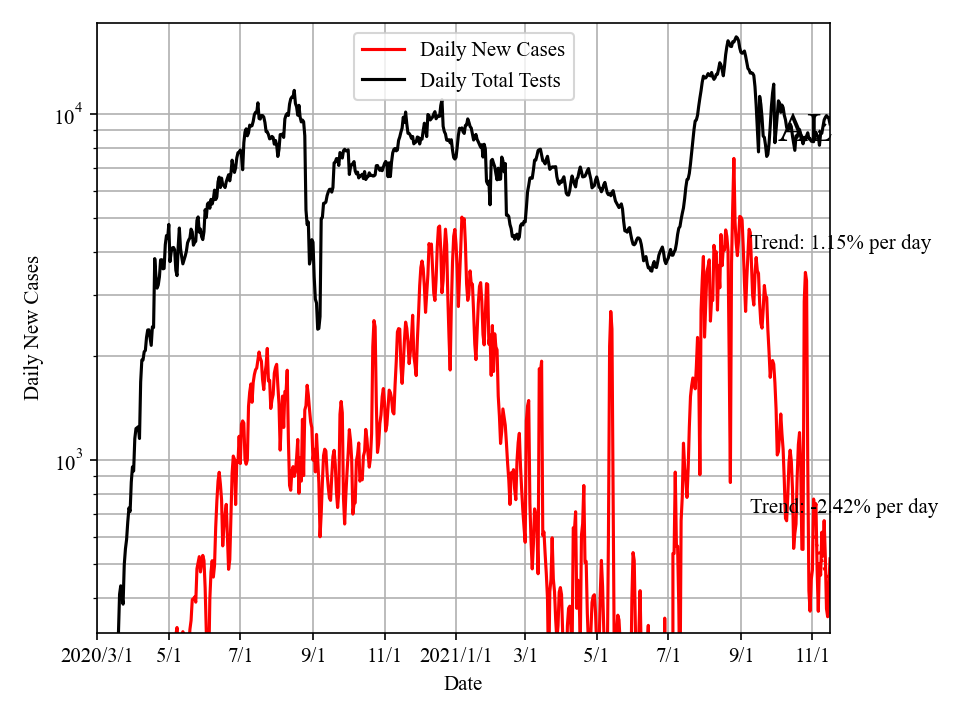 Daily New Cases
Daily Total Tests
AL
Trend: 1.15% per day
Trend: -2.42% per day
Daily New Cases
10^4
10^3
2020/3/1 5/1 7/1 9/1 11/1 2021/1/1 3/1 5/1 7/1 9/1 11/1
Date